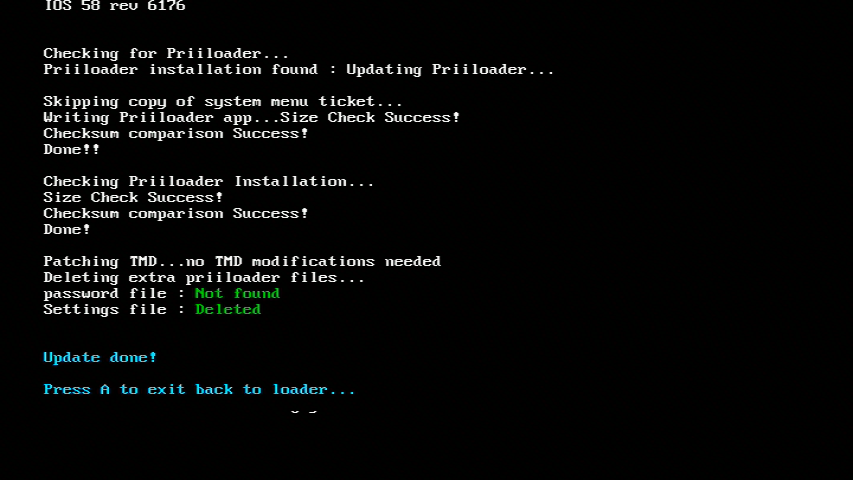 IOS 58 rev 6176
Checking for Priiloader...
Priiloader installation found : Updating Priiloader...
Skipping copy of system menu ticket...
Writing Priiloader app...Size Check Success!
Checksum comparison Success!
Done!!
Checking Priiloader Installation...
Size Check Success!
Checksum comparison Success!
Done!
Patching TMD...no TMD modifications needed
Deleting extra priiloader files...
password file : Not found
Settings file : Deleted
Update done!
Press A to exit back to loader...